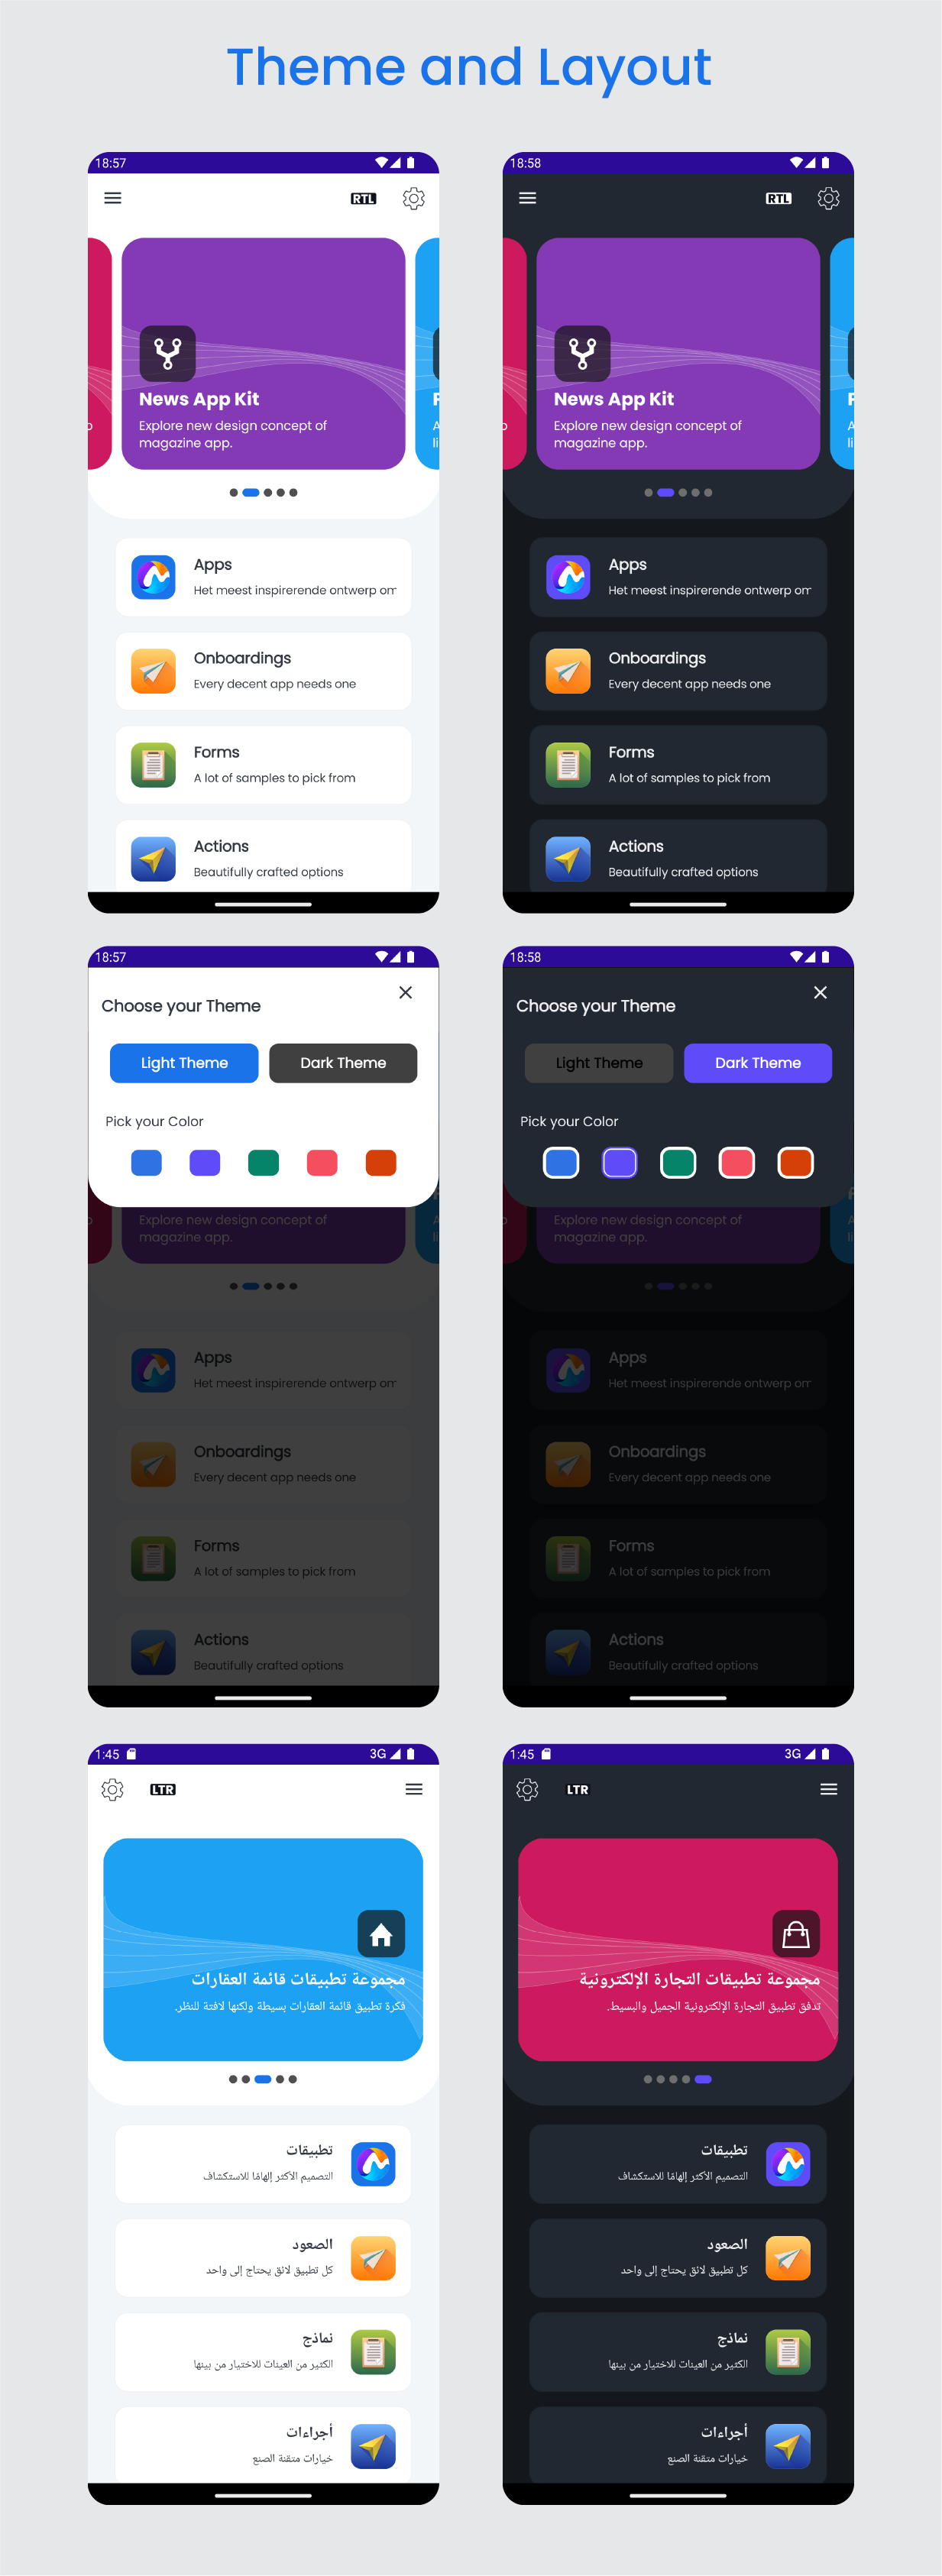 Theme and Layout
18:57
RTL
News App Kit
Explore new design concept of
magazine app.
Apps
Het meest inspirerende ontwerp om
Onboardings
Every decent app needs one
Forms
A lot of samples to pick from
Actions
Beautifully crafted options
18:58
RTL
News App Kit
Explore new design concept of
magazine app.
Apps
Het meest inspirerende ontwerp om
Onboardings
Every decent app needs one
Forms
A lot of samples to pick from
Actions
Beautifully crafted options
18:57
Choose your Theme
Light Theme
Dark Theme
Pick your Color
Explore new design concept of
magazine app.
Apps
Het meest inspirerende ontwerp om
Onboardings
Every decent app needs one
Forms
A lot of samples to pick from
Actions
Beautifully crafted options
18:58
Choose your Theme
Light Theme
Dark Theme
Pick your Color
Explore new design concept of
magazine app.
Apps
Het meest inspirerende ontwerp om
Onboardings
Every decent app needs one
Forms
A lot of samples to pick from
Actions
Beautifully crafted options
1:45
3G
LTR
مجموعة تطبيقات قائمة العقارات
فكرة تطبيق قائمة العقارات بسيطة ولكنها لافتة للنظر.
تطبيقات
التصميم الأكثر إلهامًا للاستكشاف
الصعود
كل تطبيق لائق يحتاج إلى واحد
نماذج
الكثير من العينات للاختيار من بينها
أجراءات
خيارات متقنة الصنع
1:45
3G
LTR
مجموعة تطبيقات التجارة الإلكترونية
تدفق تطبيق التجارة الإلكترونية الجميل والبسيط.
تطبيقات
التصميم الأكثر إلهامًا للاستكشاف
الصعود
كل تطبيق لائق يحتاج إلى واحد
نماذج
الكثير من العينات للاختيار من بينها
أجراءات
خيارات متقنة الصنع